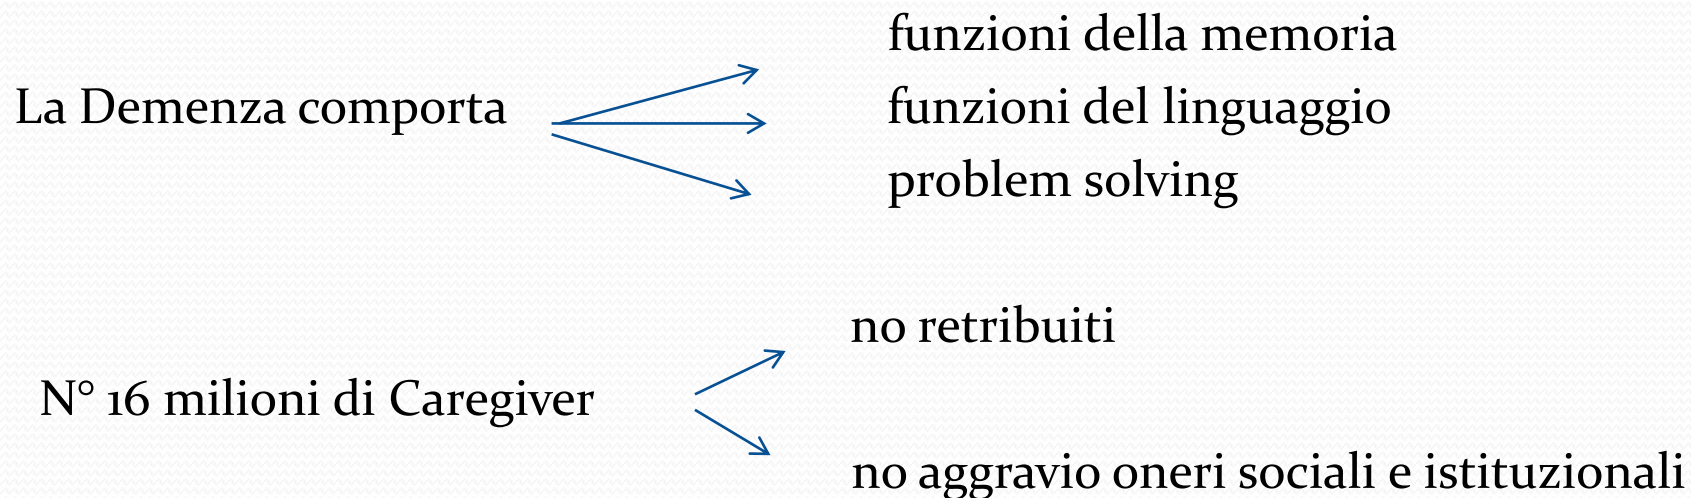 funzioni della memoria
La Demenza comporta
funzioni del linguaggio
problem solving
no retribuiti
N° 16 milioni di Caregiver
no aggravio oneri sociali e istituzionali